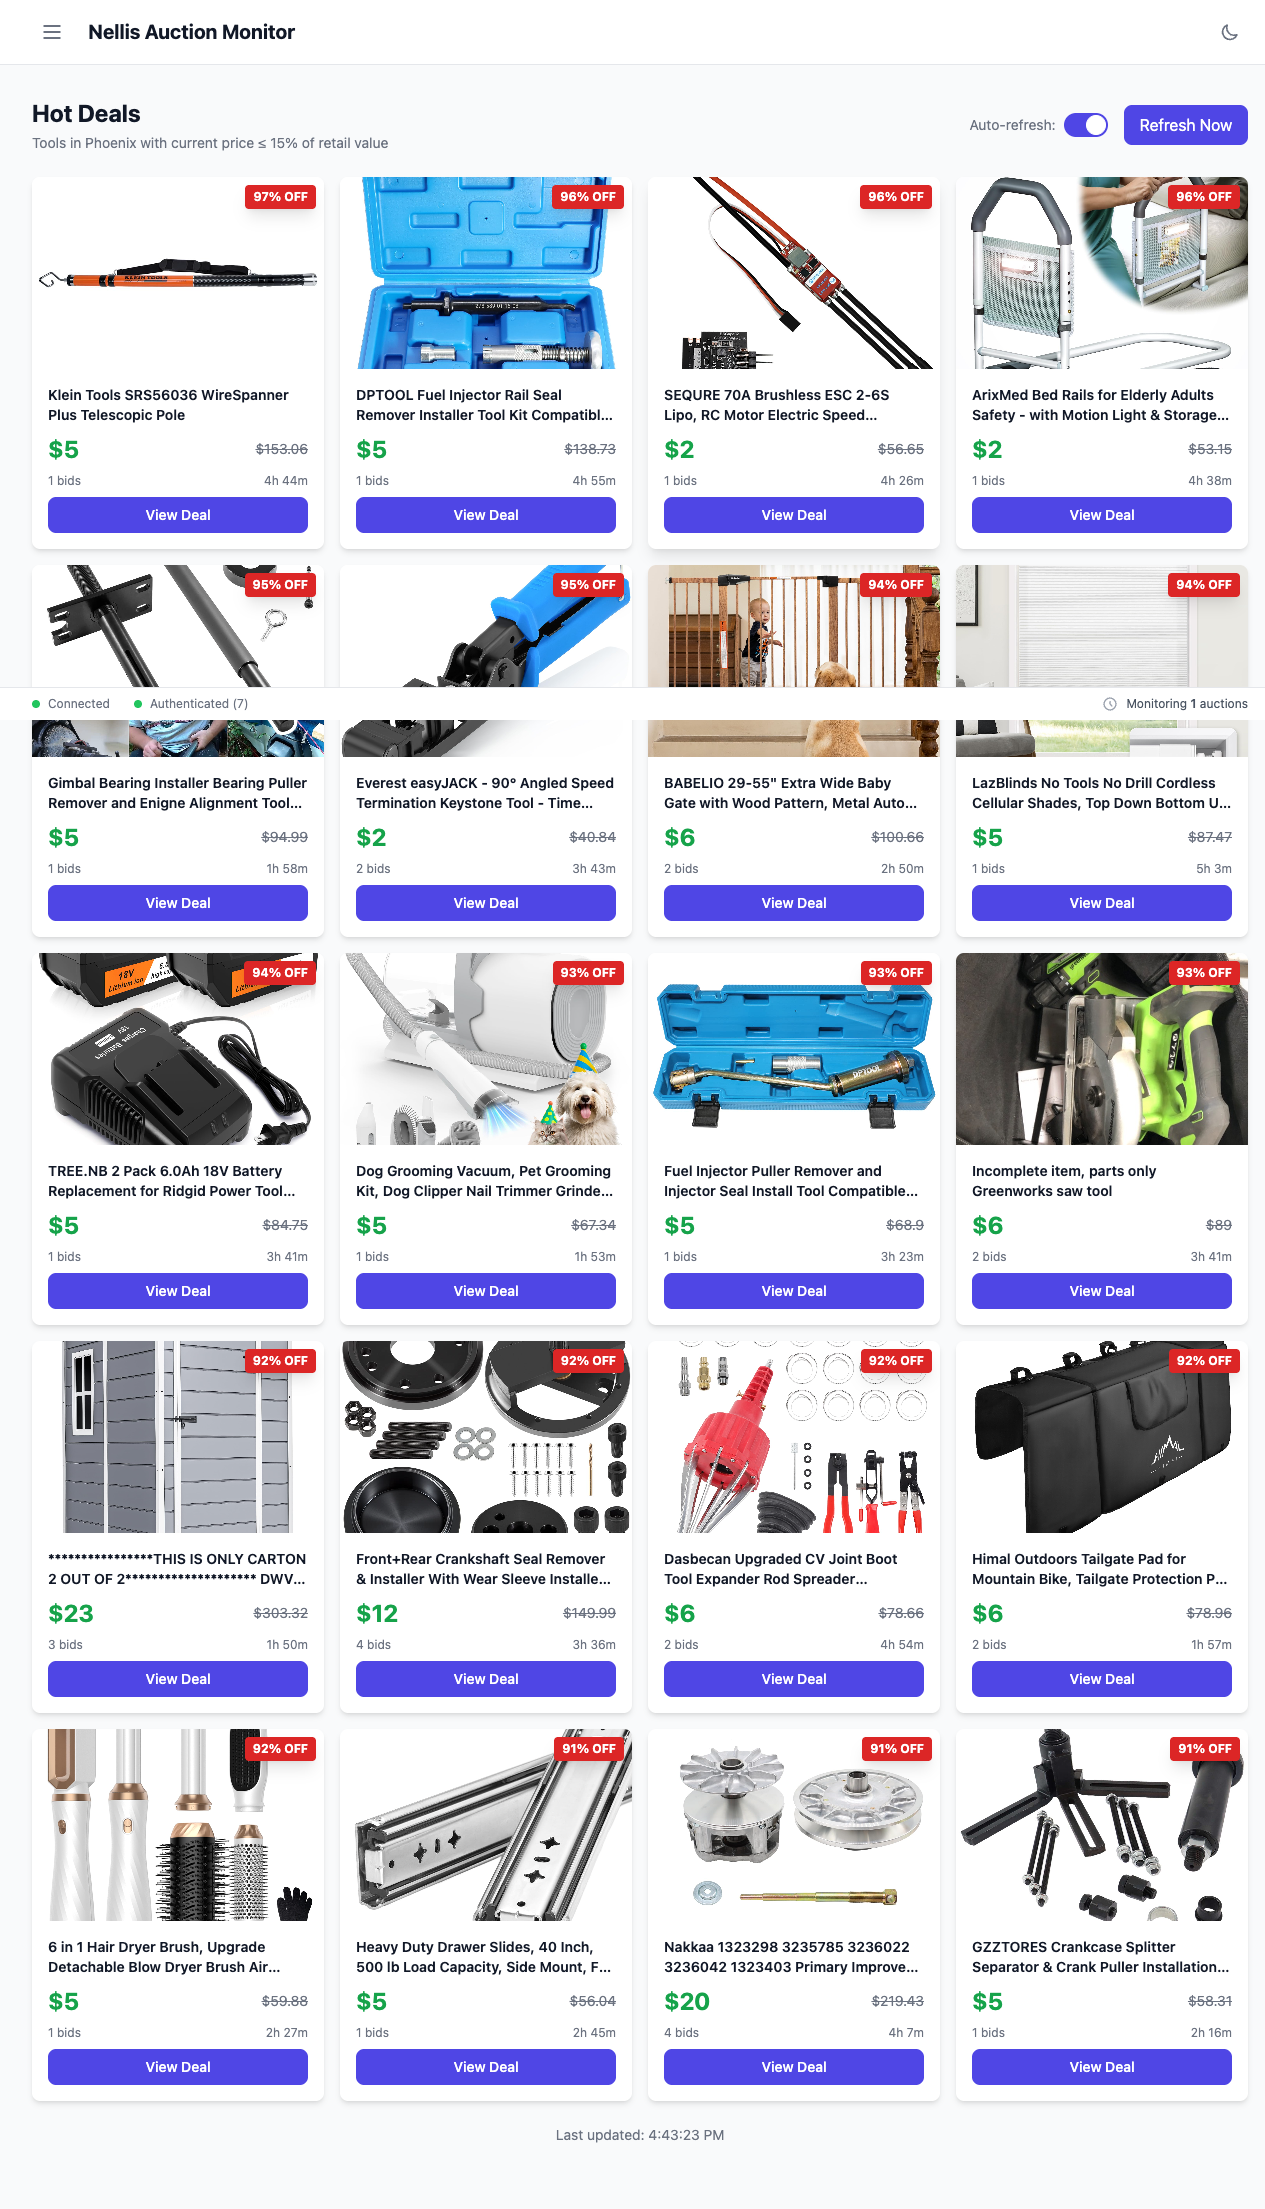 Nellis Auction Monitor
Hot Deals
Tools in Phoenix with current price ≤ 15% of retail value
Auto-refresh:
Refresh Now
97% OFF
Klein Tools SRS56036 WireSpanner
Plus Telescopic Pole
$5
$153.06
1 bids
4h 44m
View Deal
96% OFF
DPTOOL Fuel Injector Rail Seal
Remover Installer Tool Kit Compatibl...
$5
$138.73
1 bids
4h 55m
View Deal
96% OFF
SEQURE 70A Brushless ESC 2-6S
Lipo, RC Motor Electric Speed...
$2
$56.65
1 bids
4h 26m
View Deal
96% OFF
ArixMed Bed Rails for Elderly Adults
Safety - with Motion Light & Storage...
$2
$53.15
1 bids
4h 38m
View Deal
95% OFF
95% OFF
94% OFF
94% OFF
Connected
Authenticated (7)
Monitoring 1 auctions
Gimbal Bearing Installer Bearing Puller
Remover and Enigne Alignment Tool...
$5
$94.99
1 bids
1h 58m
View Deal
Everest easyJACK - 90° Angled Speed
Termination Keystone Tool - Time...
$2
$40.84
2 bids
3h 43m
View Deal
BABELIO 29-55" Extra Wide Baby
Gate with Wood Pattern, Metal Auto...
$6
$100.66
2 bids
2h 50m
View Deal
LazBlinds No Tools No Drill Cordless
Cellular Shades, Top Down Bottom U...
$5
$87.47
1 bids
5h 3m
View Deal
94% OFF
18V
Lithium Ion
TREE.NB 2 Pack 6.0Ah 18V Battery
Replacement for Ridgid Power Tool...
$5
$84.75
1 bids
3h 41m
View Deal
93% OFF
Dog Grooming Vacuum, Pet Grooming
Kit, Dog Clipper Nail Trimmer Grinde...
$5
$67.34
1 bids
1h 53m
View Deal
93% OFF
DPTOOL
Fuel Injector Puller Remover and
Injector Seal Install Tool Compatible...
$5
$68.9
1 bids
3h 23m
View Deal
93% OFF
Incomplete item, parts only
Greenworks saw tool
$6
$89
2 bids
3h 41m
View Deal
92% OFF
****************THIS IS ONLY CARTON
2 OUT OF 2******************** DWV...
$23
$303.32
3 bids
1h 50m
View Deal
92% OFF
Front+Rear Crankshaft Seal Remover
& Installer With Wear Sleeve Installe...
$12
$149.99
4 bids
3h 36m
View Deal
92% OFF
Dasbecan Upgraded CV Joint Boot
Tool Expander Rod Spreader...
$6
$78.66
2 bids
4h 54m
View Deal
92% OFF
Himal Outdoors Tailgate Pad for
Mountain Bike, Tailgate Protection P...
$6
$78.96
2 bids
1h 57m
View Deal
92% OFF
6 in 1 Hair Dryer Brush, Upgrade
Detachable Blow Dryer Brush Air...
$5
$59.88
1 bids
2h 27m
View Deal
91% OFF
Heavy Duty Drawer Slides, 40 Inch,
500 lb Load Capacity, Side Mount, F...
$5
$56.04
1 bids
2h 45m
View Deal
91% OFF
Nakkaa 1323298 3235785 3236022
3236042 1323403 Primary Improve...
$20
$219.43
4 bids
4h 7m
View Deal
91% OFF
GZZTORES Crankcase Splitter
Separator & Crank Puller Installation...
$5
$58.31
1 bids
2h 16m
View Deal
Last updated: 4:43:23 PM